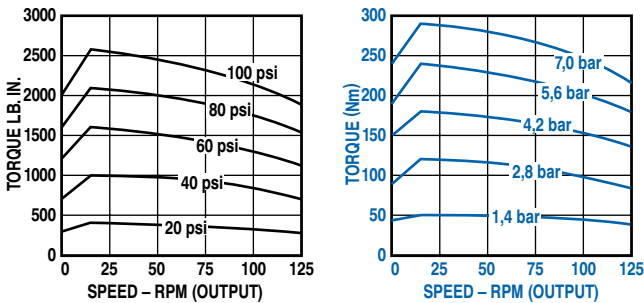 TORQUE LB.IN.
3000
2500
2000
1500
1000
500
0
100 psi
80 psi
60 psi
40 psi
20 psi
0 25 50 75 100 125
SPEED – RPM (OUTPUT)
TORQUE (Nm)
300
250
200
150
100
50
0
7,0 bar
5,6 bar
4,2 bar
2,8 bar
1,4 bar
0 25 50 75 100 125
SPEED – RPM (OUTPUT)